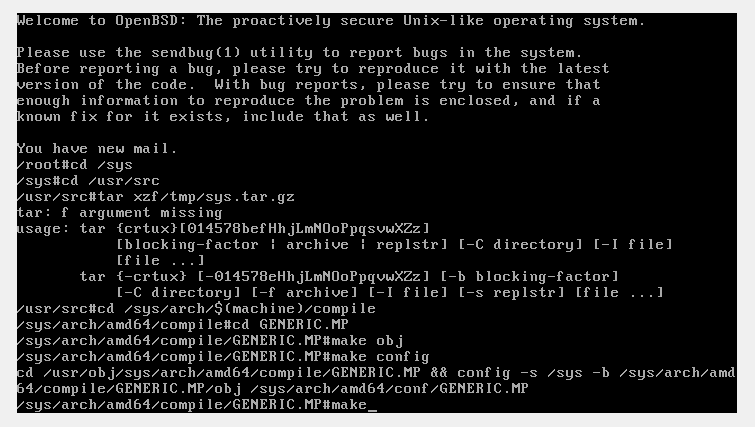 Welcome to OpenBSD: The proactively secure Unix-like operating system.
Please use the sendbug(1) utility to report bugs in the system.
Before reporting a bug, please try to reproduce it with the latest
version of the code.  With bug reports, please try to ensure that
enough information to reproduce the problem is enclosed, and if a
known fix for it exists, include that as well.
You have new mail.
/root#cd /sys
/sys#cd /usr/src
/usr/src#tar xzf/tmp/sys.tar.gz
tar: f argument missing
usage: tar {crtux}[014578befHhjLmNOoPpqsvwXZz]
[blocking-factor | archive | replstr] [-C directory] [-I file]
[file ...]
tar {-crtux} [-014578eHhjLmNOoPpqvwXZz] [-b blocking-factor]
[-C directory] [-f archive] [-I file] [-s replstr] [file ...]
/usr/src#cd /sys/arch/$(machine)/compile
/sys/arch/amd64/compile#cd GENERIC.MP
/sys/arch/amd64/compile/GENERIC.MP#make obj
/sys/arch/amd64/compile/GENERIC.MP#make config
cd /usr/obj/sys/arch/amd64/compile/GENERIC.MP && config -s /sys -b /sys/arch/amd
64/compile/GENERIC.MP/obj /sys/arch/amd64/conf/GENERIC.MP
/sys/arch/amd64/compile/GENERIC.MP#make_